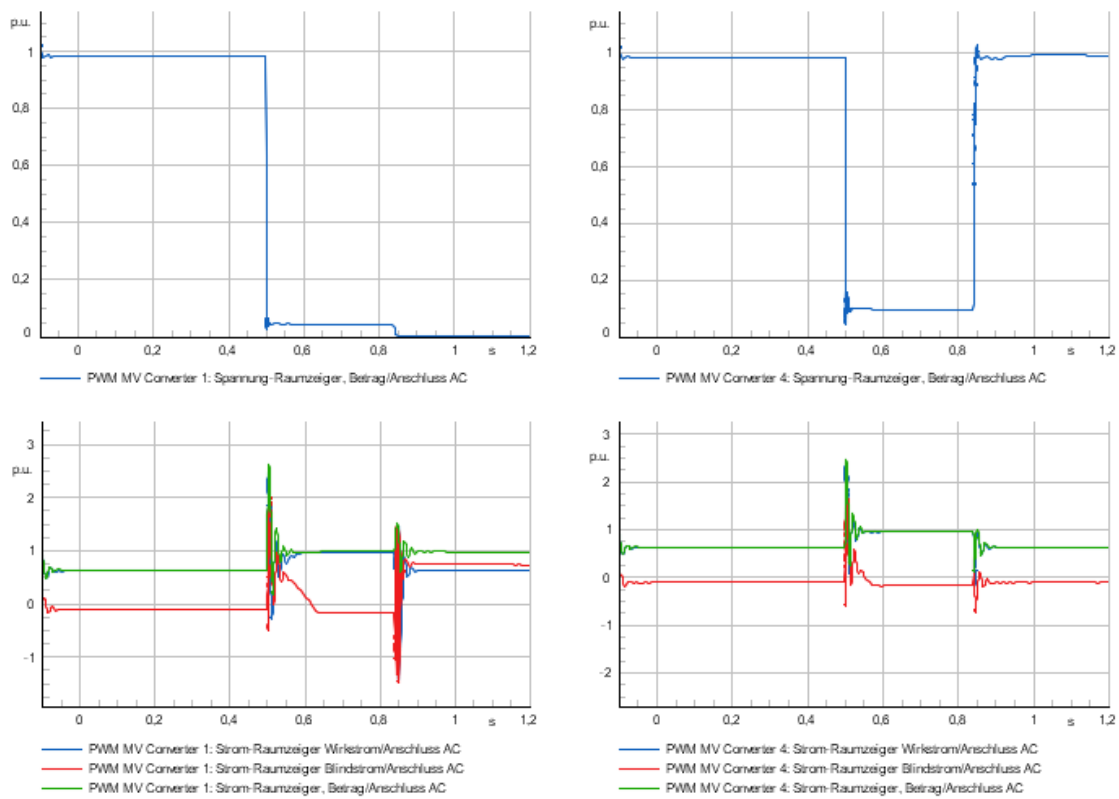 p.u.
1
0,8
0,6
0,4
0,2
0
0 0,2 0,4 0,6 0,8 1 s 1,2
PWM MV Converter 1: Spannung-Raumzeiger, Betrag/Anschluss AC
p.u.
1
0,8
0,6
0,4
0,2
0
0 0,2 0,4 0,6 0,8 1 s 1,2
PWM MV Converter 4: Spannung-Raumzeiger, Betrag/Anschluss AC
3
p.u.
2
1
0
-1
0 0,2 0,4 0,6 0,8 1 s 1,2
PWM MV Converter 1: Strom-Raumzeiger Wirkstrom/Anschluss AC
PWM MV Converter 1: Strom-Raumzeiger Blindstrom/Anschluss AC
PWM MV Converter 1: Strom-Raumzeiger, Betrag/Anschluss AC
3
p.u.
2
1
0
-1
-2
0 0,2 0,4 0,6 0,8 1 s 1,2
PWM MV Converter 4: Strom-Raumzeiger Wirkstrom/Anschluss AC
PWM MV Converter 4: Strom-Raumzeiger Blindstrom/Anschluss AC
PWM MV Converter 4: Strom-Raumzeiger, Betrag/Anschluss AC